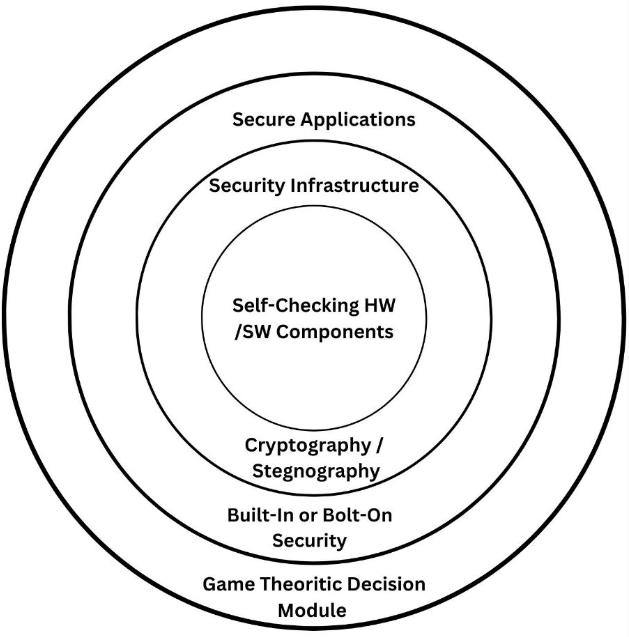 Secure Applications
Security Infrastructure
Self-Checking HW
/SW Components
Cryptography /
Stegnography
Built-In or Bolt-On
Security
Game Theoritic Decision
Module